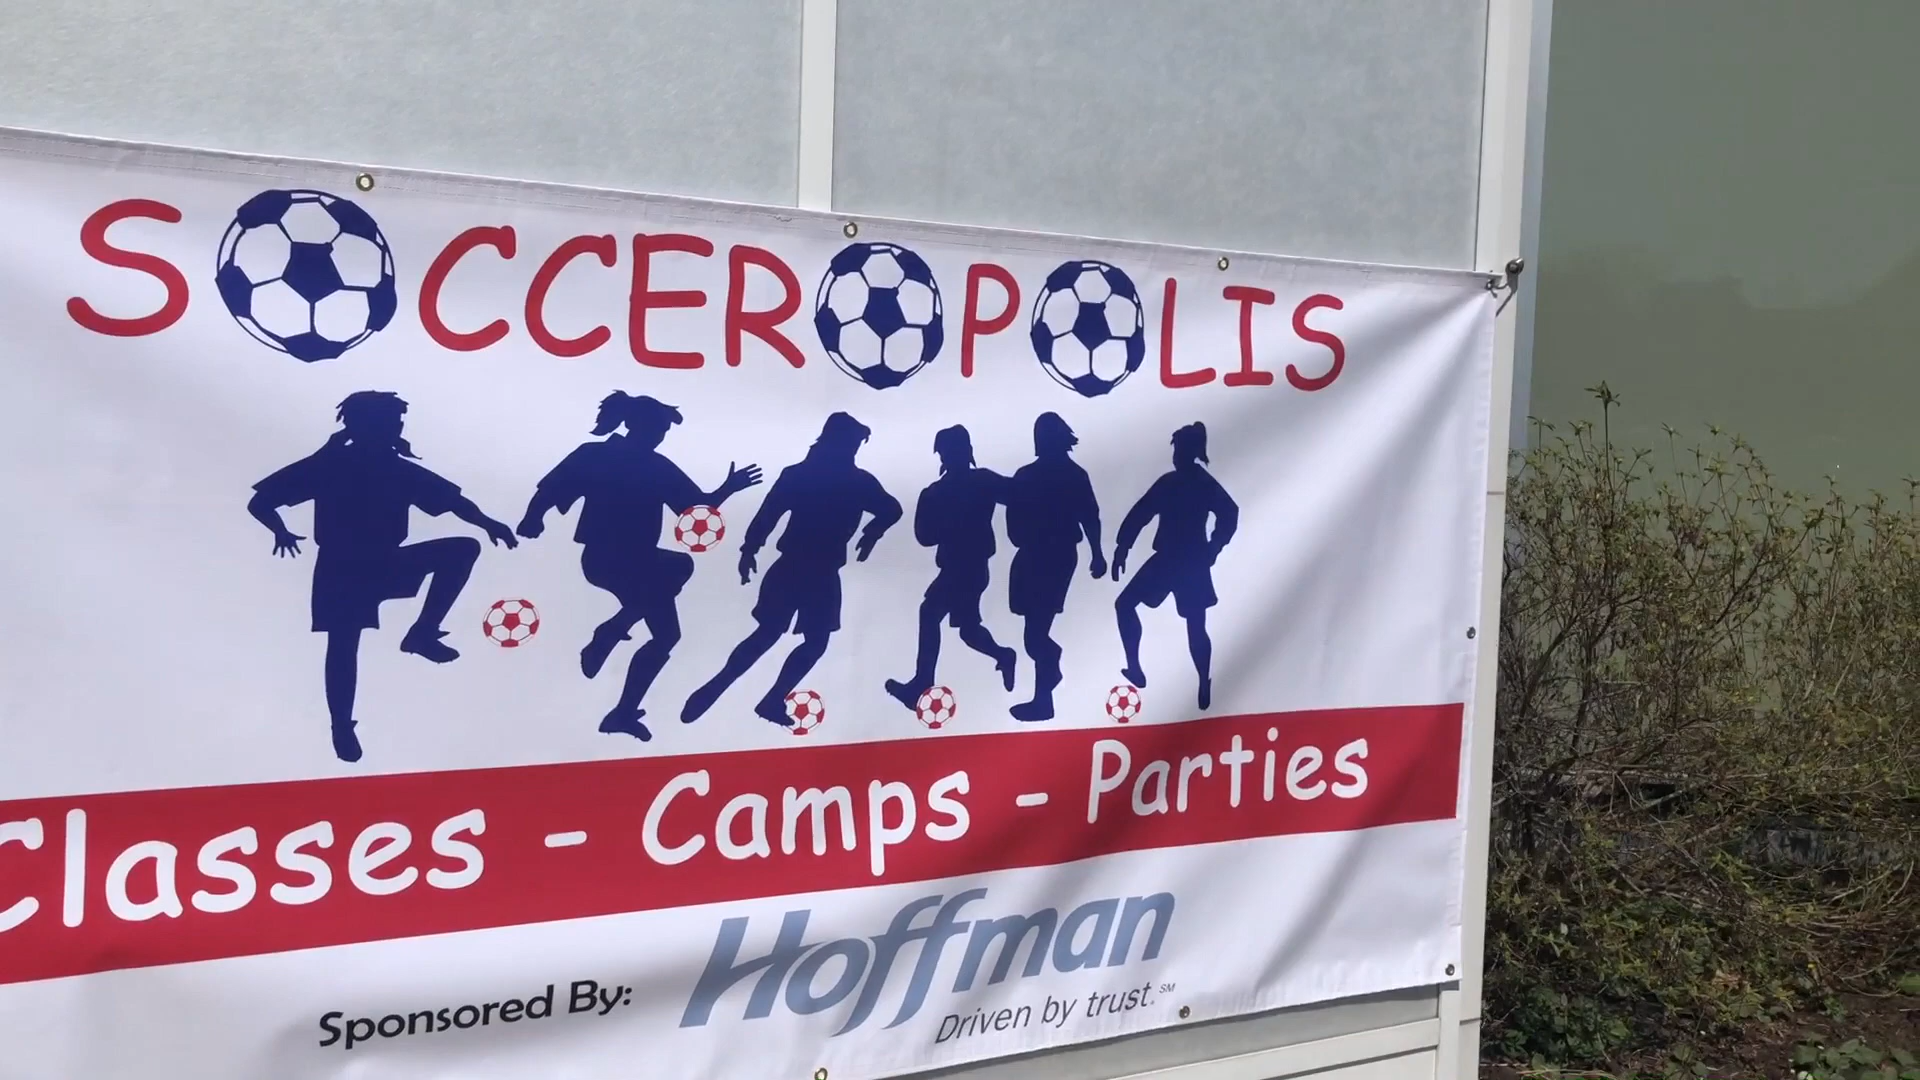 SOCCEROPOLIS
Classes - Camps - Parties
Sponsored By: Hoffman
Driven by trust.℠